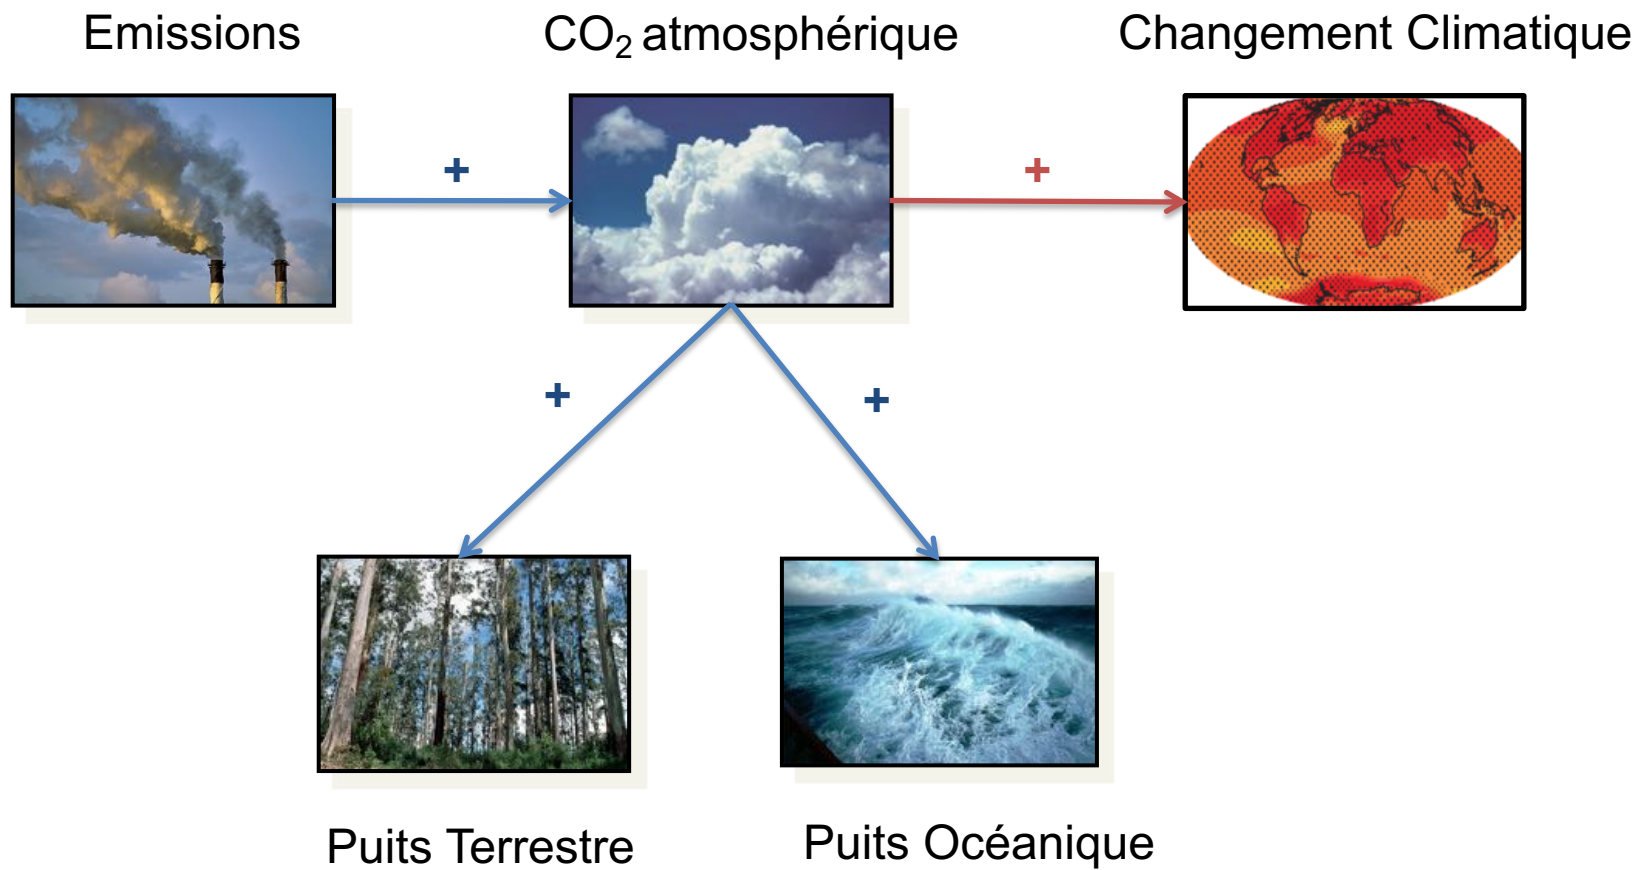 Emissions
CO₂ atmosphérique
Changement Climatique
+
+
+
+
Puits Terrestre
Puits Océanique